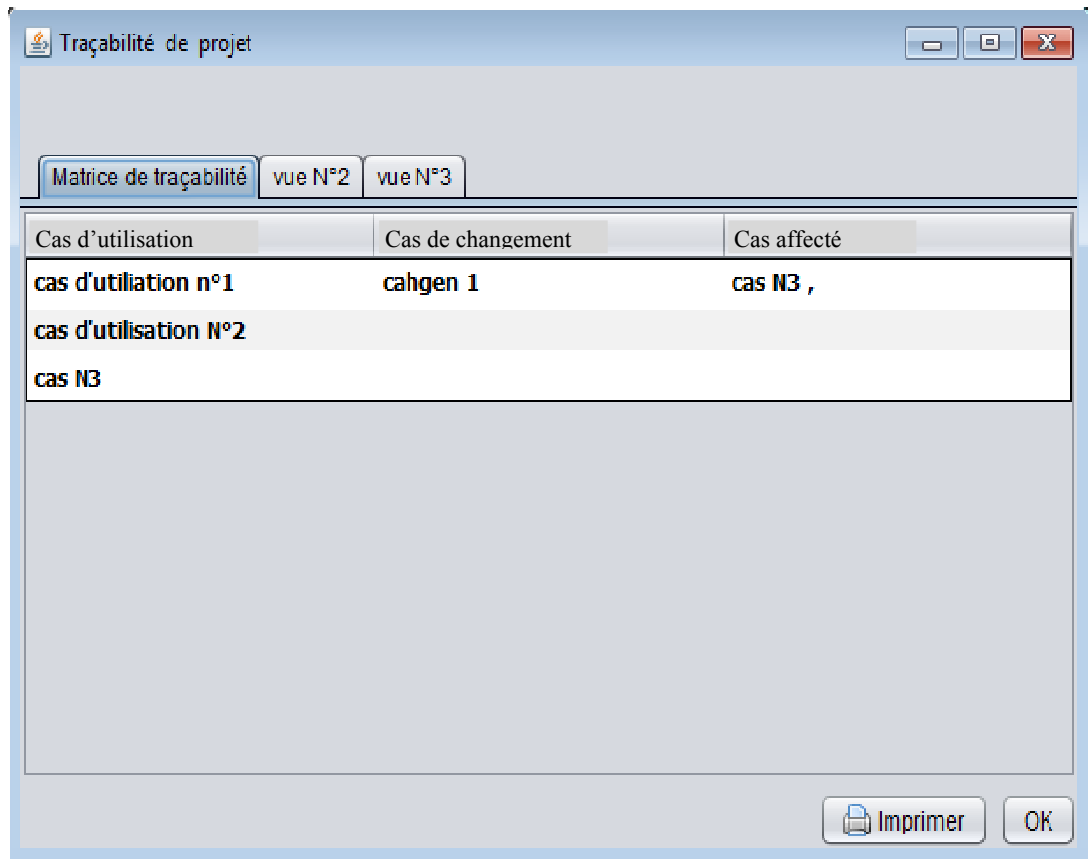 Traçabilité de projet
Matrice de traçabilité vue N°2 vue N°3
Cas d’utilisation Cas de changement Cas affecté
cas d'utiliation n°1 cahgen 1 cas N3 ,
cas d'utilisation N°2
cas N3
Imprimer OK